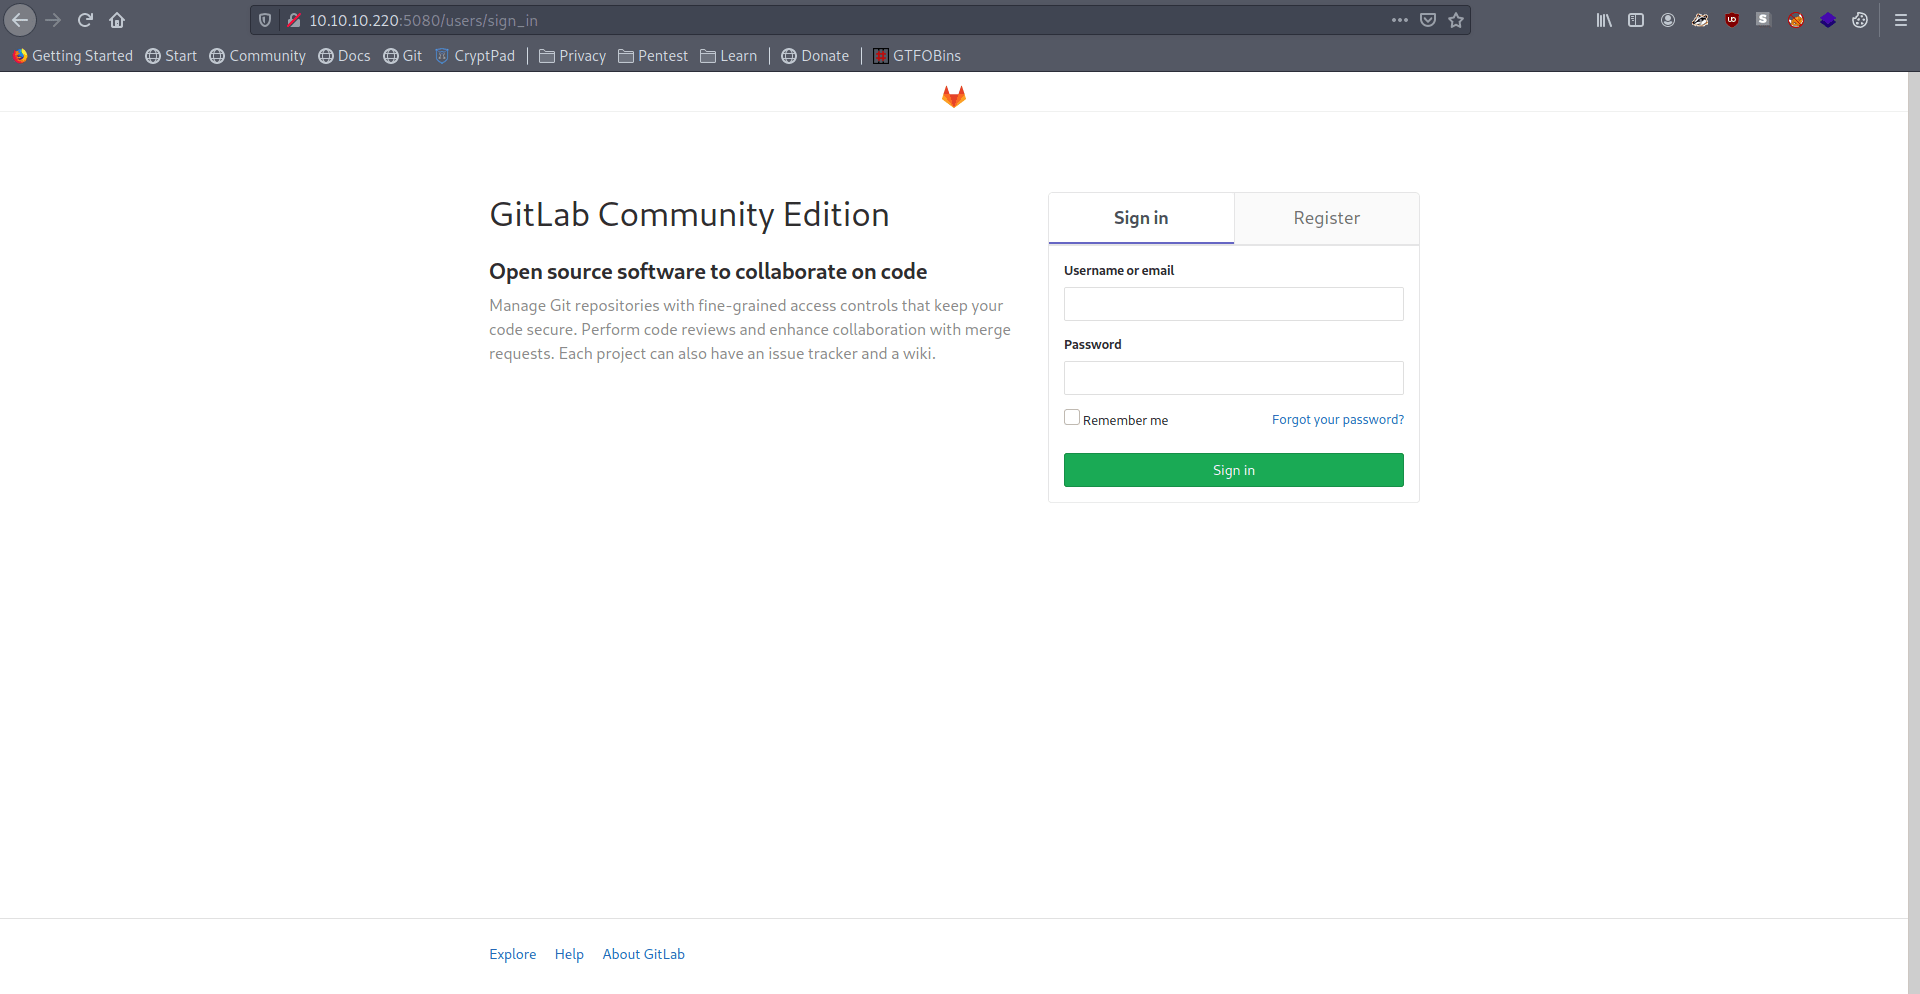 10.10.10.220:5080/users/sign_in
Getting Started Start Community Docs Git CryptPad Privacy Pentest Learn Donate GTFOBins
GitLab Community Edition
Open source software to collaborate on code
Manage Git repositories with fine-grained access controls that keep your
code secure. Perform code reviews and enhance collaboration with merge
requests. Each project can also have an issue tracker and a wiki.
Sign in Register
Username or email
Password
Remember me Forgot your password?
Sign in
Explore Help About GitLab